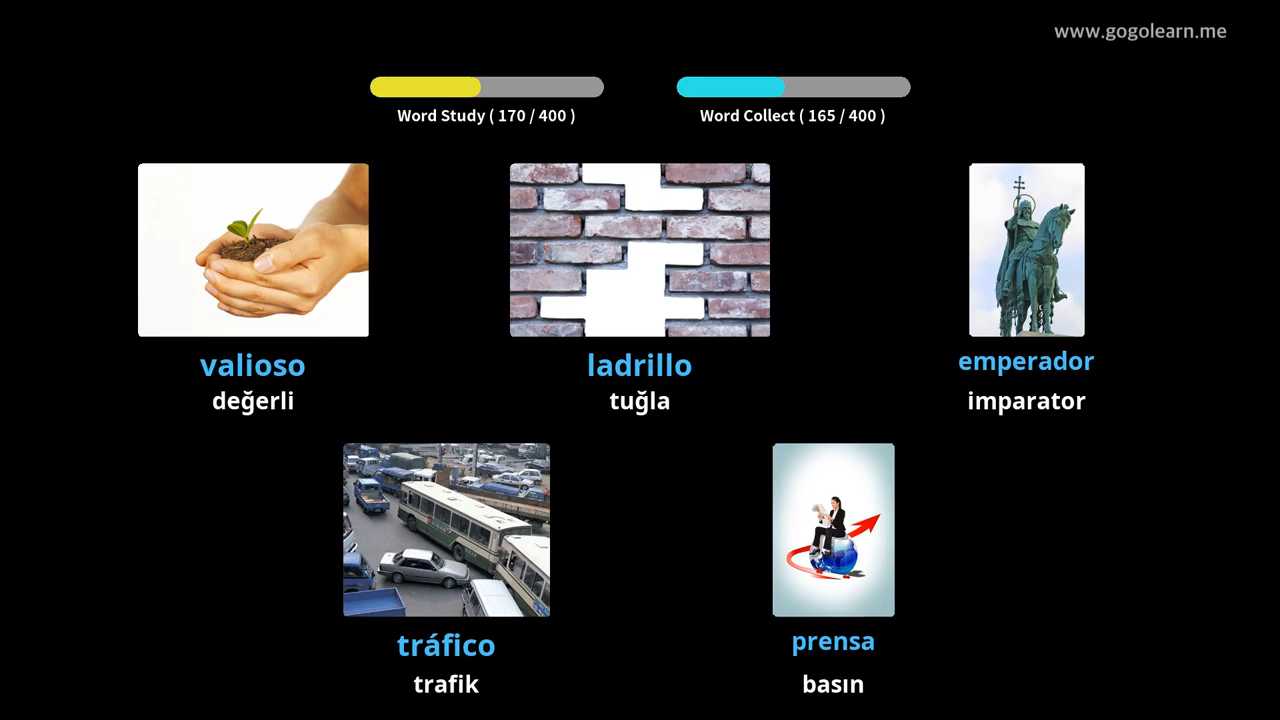 www.gogolearn.me
Word Study ( 170 / 400 )
Word Collect ( 165 / 400 )
valioso
değerli
ladrillo
tuğla
emperador
imparator
tráfico
trafik
prensa
basın